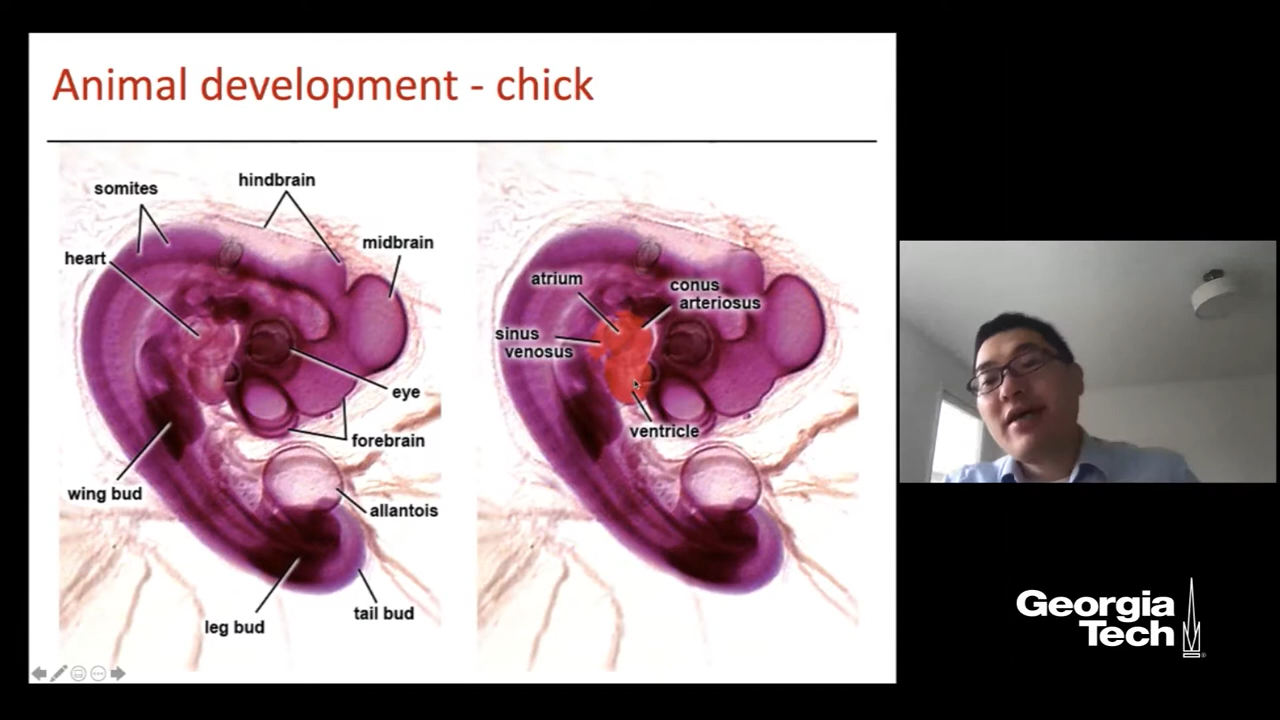 Animal development - chick
somites
hindbrain
midbrain
heart
eye
forebrain
wing bud
allantois
leg bud
tail bud
atrium
conus
arteriosus
sinus
venosus
ventricle
Georgia
Tech